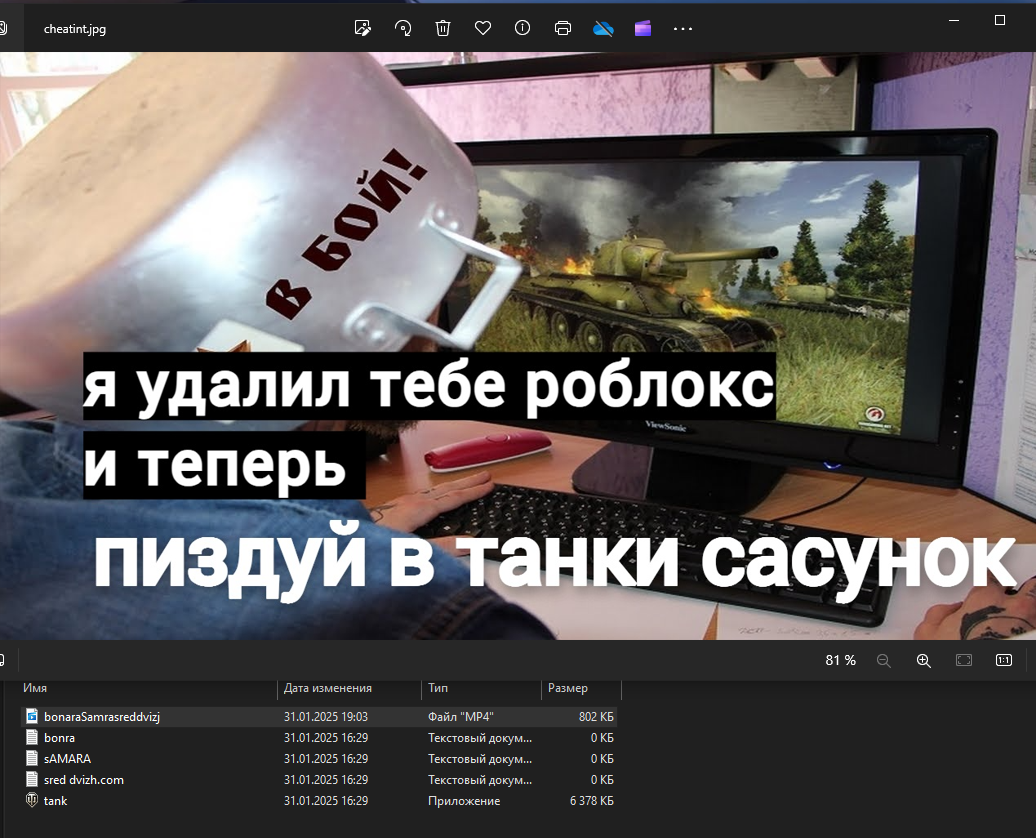 cheatint.jpg
В БОЙ!
ViewSonic
я удалил тебе роблокс
и теперь
пиздуй в танки сасунок
81 %
1:1
Имя Дата изменения Тип Размер
bonaraSamrasreddvizj 31.01.2025 19:03 Файл "MP4" 802 КБ
bonra 31.01.2025 16:29 Текстовый докум... 0 КБ
sAMARA 31.01.2025 16:29 Текстовый докум... 0 КБ
sred dvizh.com 31.01.2025 16:29 Текстовый докум... 0 КБ
tank 31.01.2025 16:29 Приложение 6 378 КБ